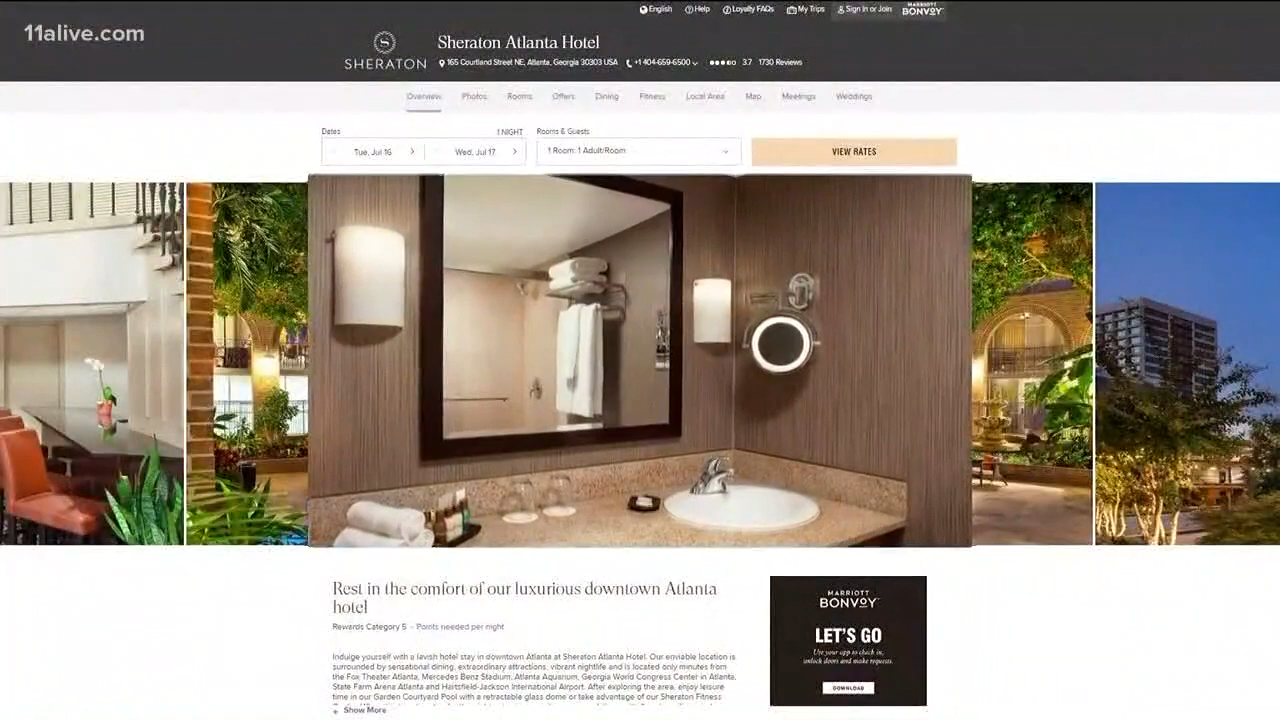 11alive.com
English Help Loyalty FAQs My Trips Sign In or Join MARRIOTT BONVOY
SHERATON
Sheraton Atlanta Hotel
165 Courtland Street NE, Atlanta, Georgia 30303 USA +1 404-659-6500 3.7 1730 Reviews
Overview Photos Rooms Offers Dining Fitness Local Area Map Meetings Weddings
Dates 1 NIGHT Rooms & Guests
Tue, Jul 16 Wed, Jul 17 1 Room: 1 Adult/Room VIEW RATES
Rest in the comfort of our luxurious downtown Atlanta
hotel
Rewards Category 5 - Points needed per night
Indulge yourself with a lavish hotel stay in downtown Atlanta at Sheraton Atlanta Hotel. Our enviable location is
surrounded by sensational dining, extraordinary attractions, vibrant nightlife and is located only minutes from
the Fox Theater Atlanta, Mercedes Benz Stadium, Atlanta Aquarium, Georgia World Congress Center in Atlanta,
State Farm Arena Atlanta and Hartsfield-Jackson International Airport. After exploring the area, enjoy leisure
time in our Garden Courtyard Pool with a retractable glass dome or take advantage of our Sheraton Fitness
Show More
MARRIOTT
BONVOY
LET'S GO
Use your app to check in,
unlock doors and make requests.
DOWNLOAD